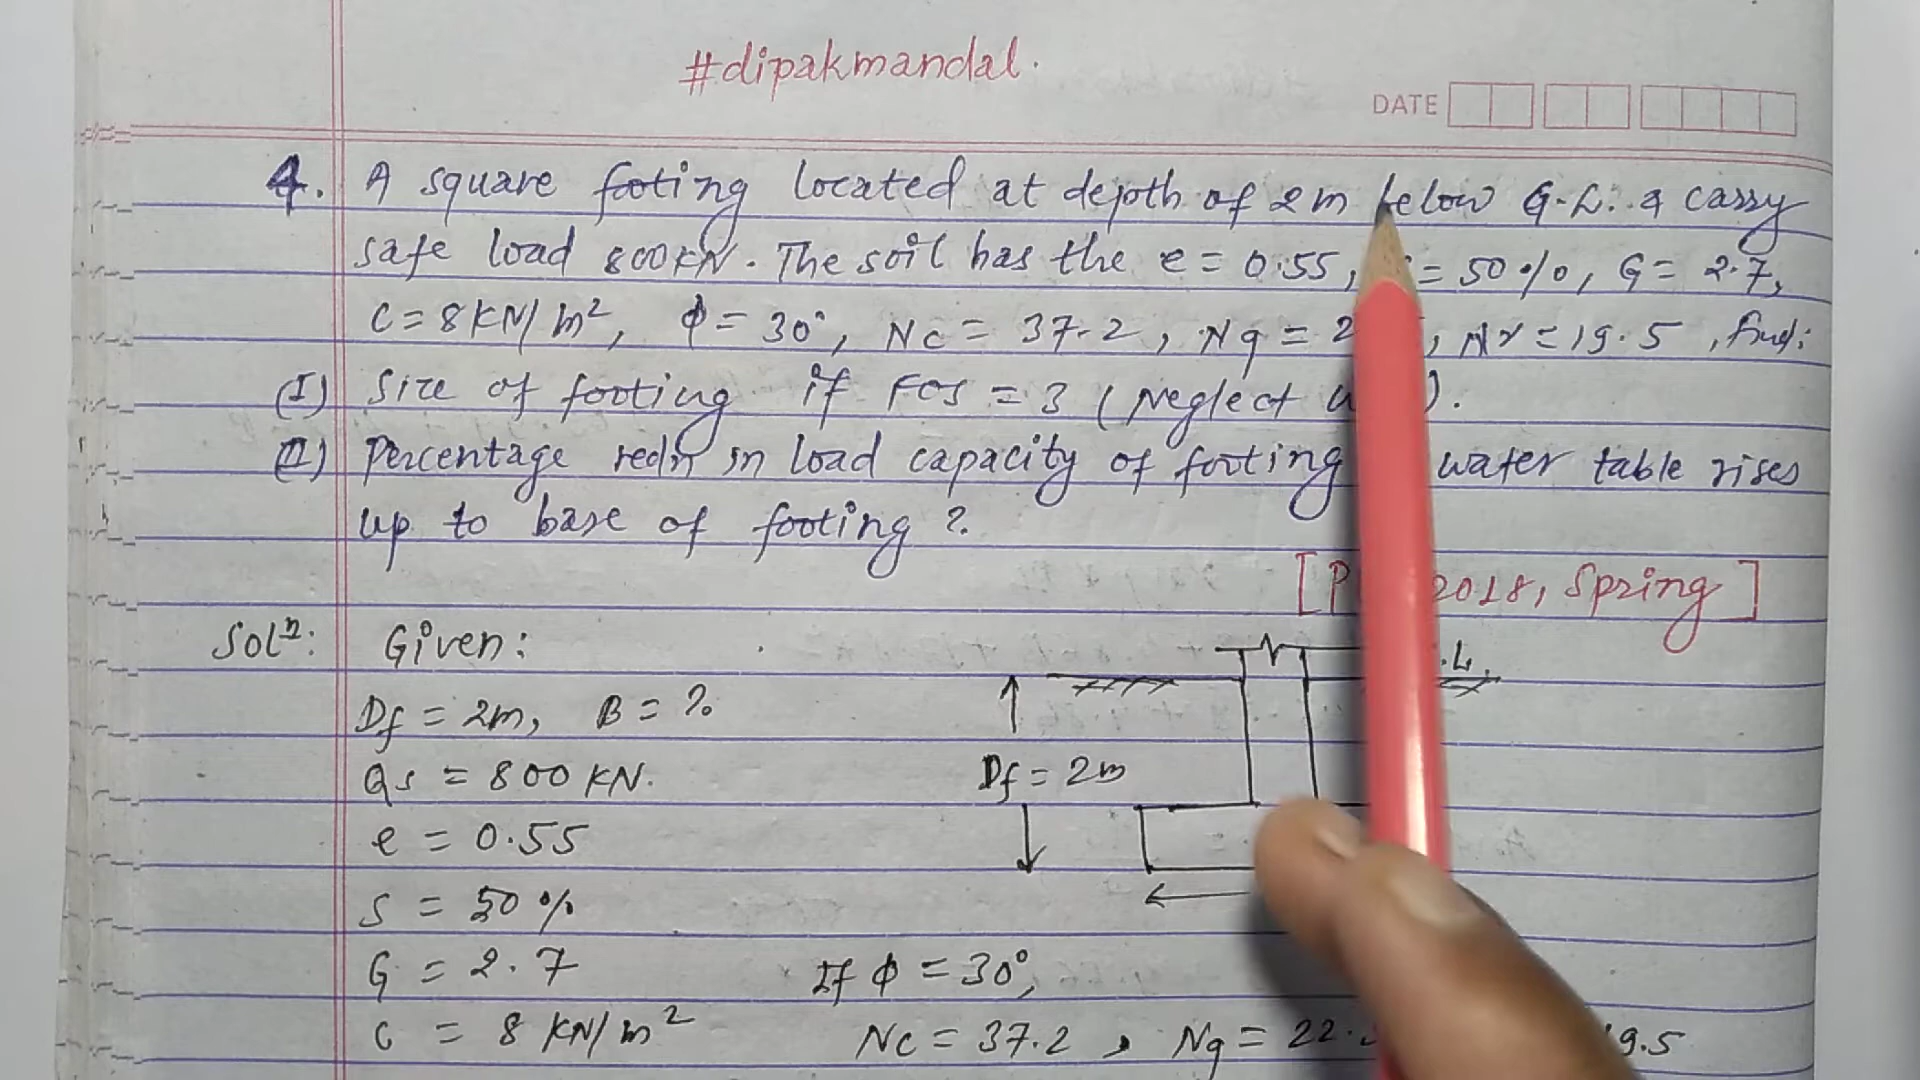 #dipakmandal.
DATE
4. A square footing located at depth of 2m below G.L. & carry
safe load 800KN. The soil has the e = 0.55, = 50%, G = 2.7,
C = 8 KN/m², ϕ = 30°, Nc = 37.2, Nq = 2 , Nr = 19.5, find:
(I) Size of footing if FOS = 3 (Neglect ).
(II) Percentage redn in load capacity of footing water table rises
up to base of footing?
[P 2018, Spring]
Solⁿ: Given:
.L.
Df = 2m, B = ?
Qs = 800 KN.
Df = 2m
e = 0.55
S = 50%
G = 2.7 If ϕ = 30°,
C = 8 KN/m² Nc = 37.2, Nq = 22. 9.5